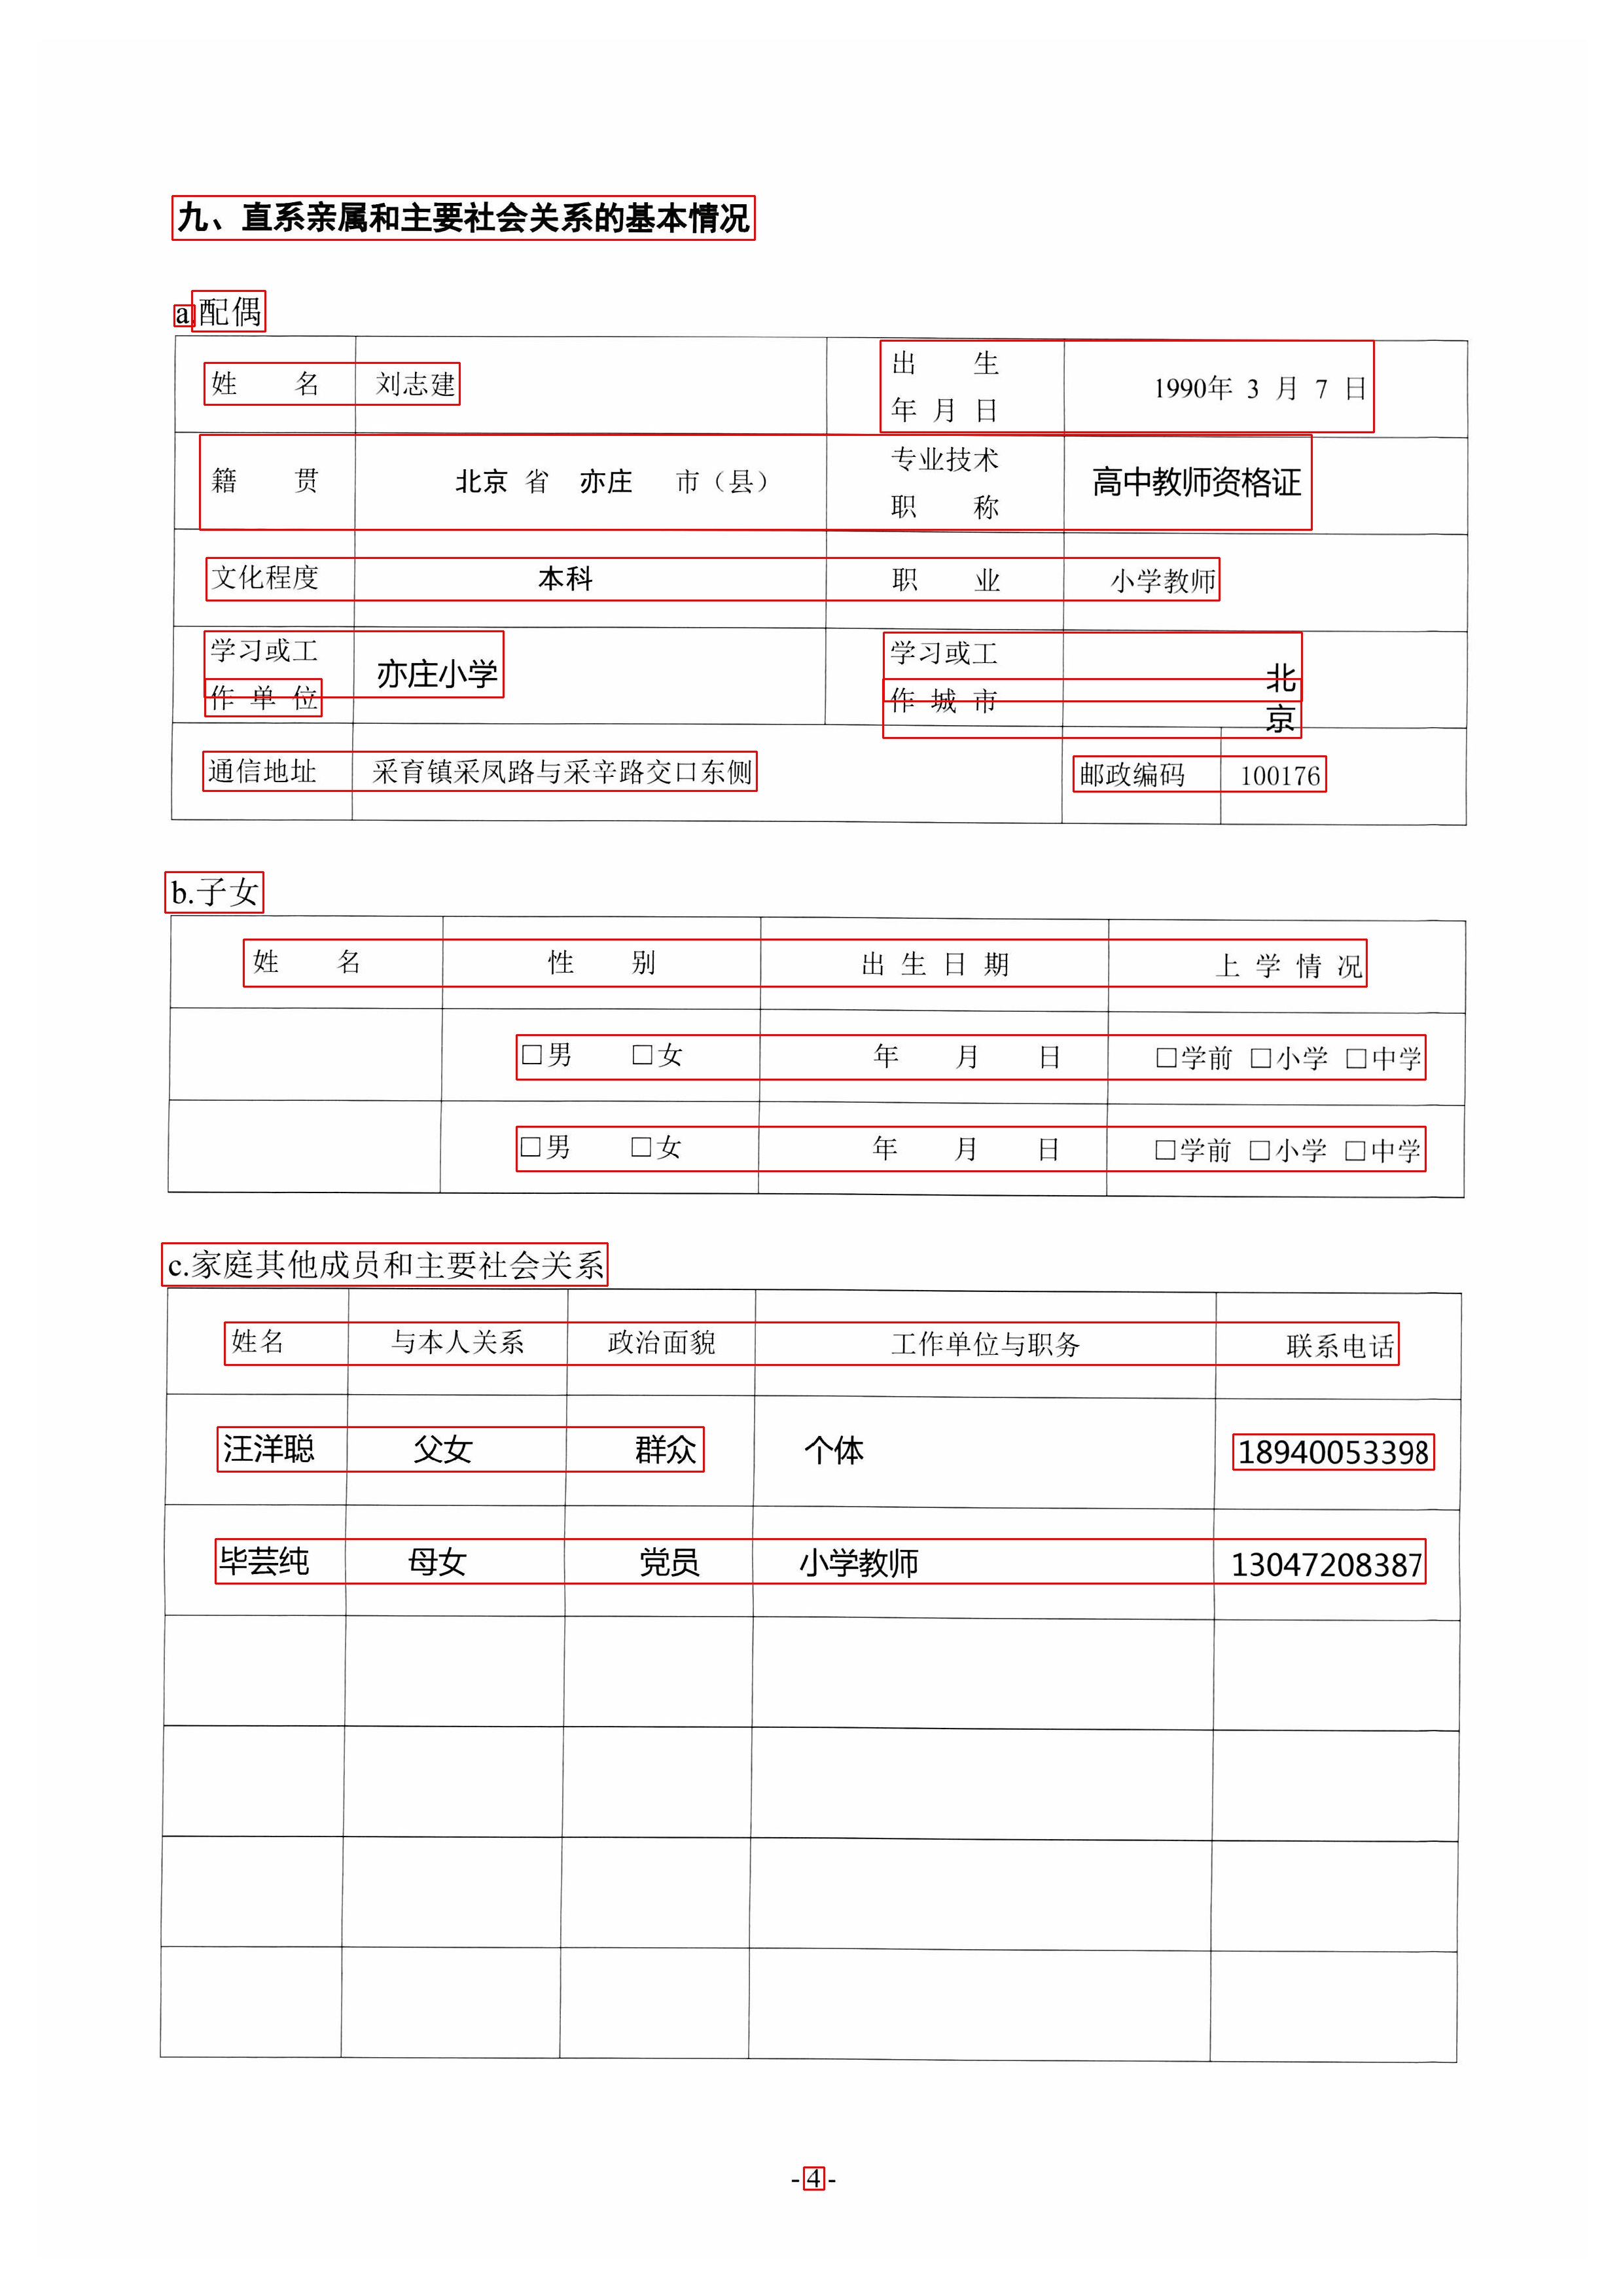 九、直系亲属和主要社会关系的基本情况
a.配偶
姓 名 刘志建 出 生 年 月 日 1990年 3 月 7 日
籍 贯 北京 省 亦庄 市（县） 专业技术 职 称 高中教师资格证
文化程度 本科 职 业 小学教师
学习或工 作 单 位 亦庄小学 学习或工 作 城 市 北京
通信地址 采育镇采凤路与采辛路交口东侧 邮政编码 100176
b.子女
姓 名 性 别 出 生 日 期 上 学 情 况
□男 □女 年 月 日 □学前 □小学 □中学
□男 □女 年 月 日 □学前 □小学 □中学
c.家庭其他成员和主要社会关系
姓名 与本人关系 政治面貌 工作单位与职务 联系电话
汪洋聪 父女 群众 个体 18940053398
毕芸纯 母女 党员 小学教师 13047208387
-4-